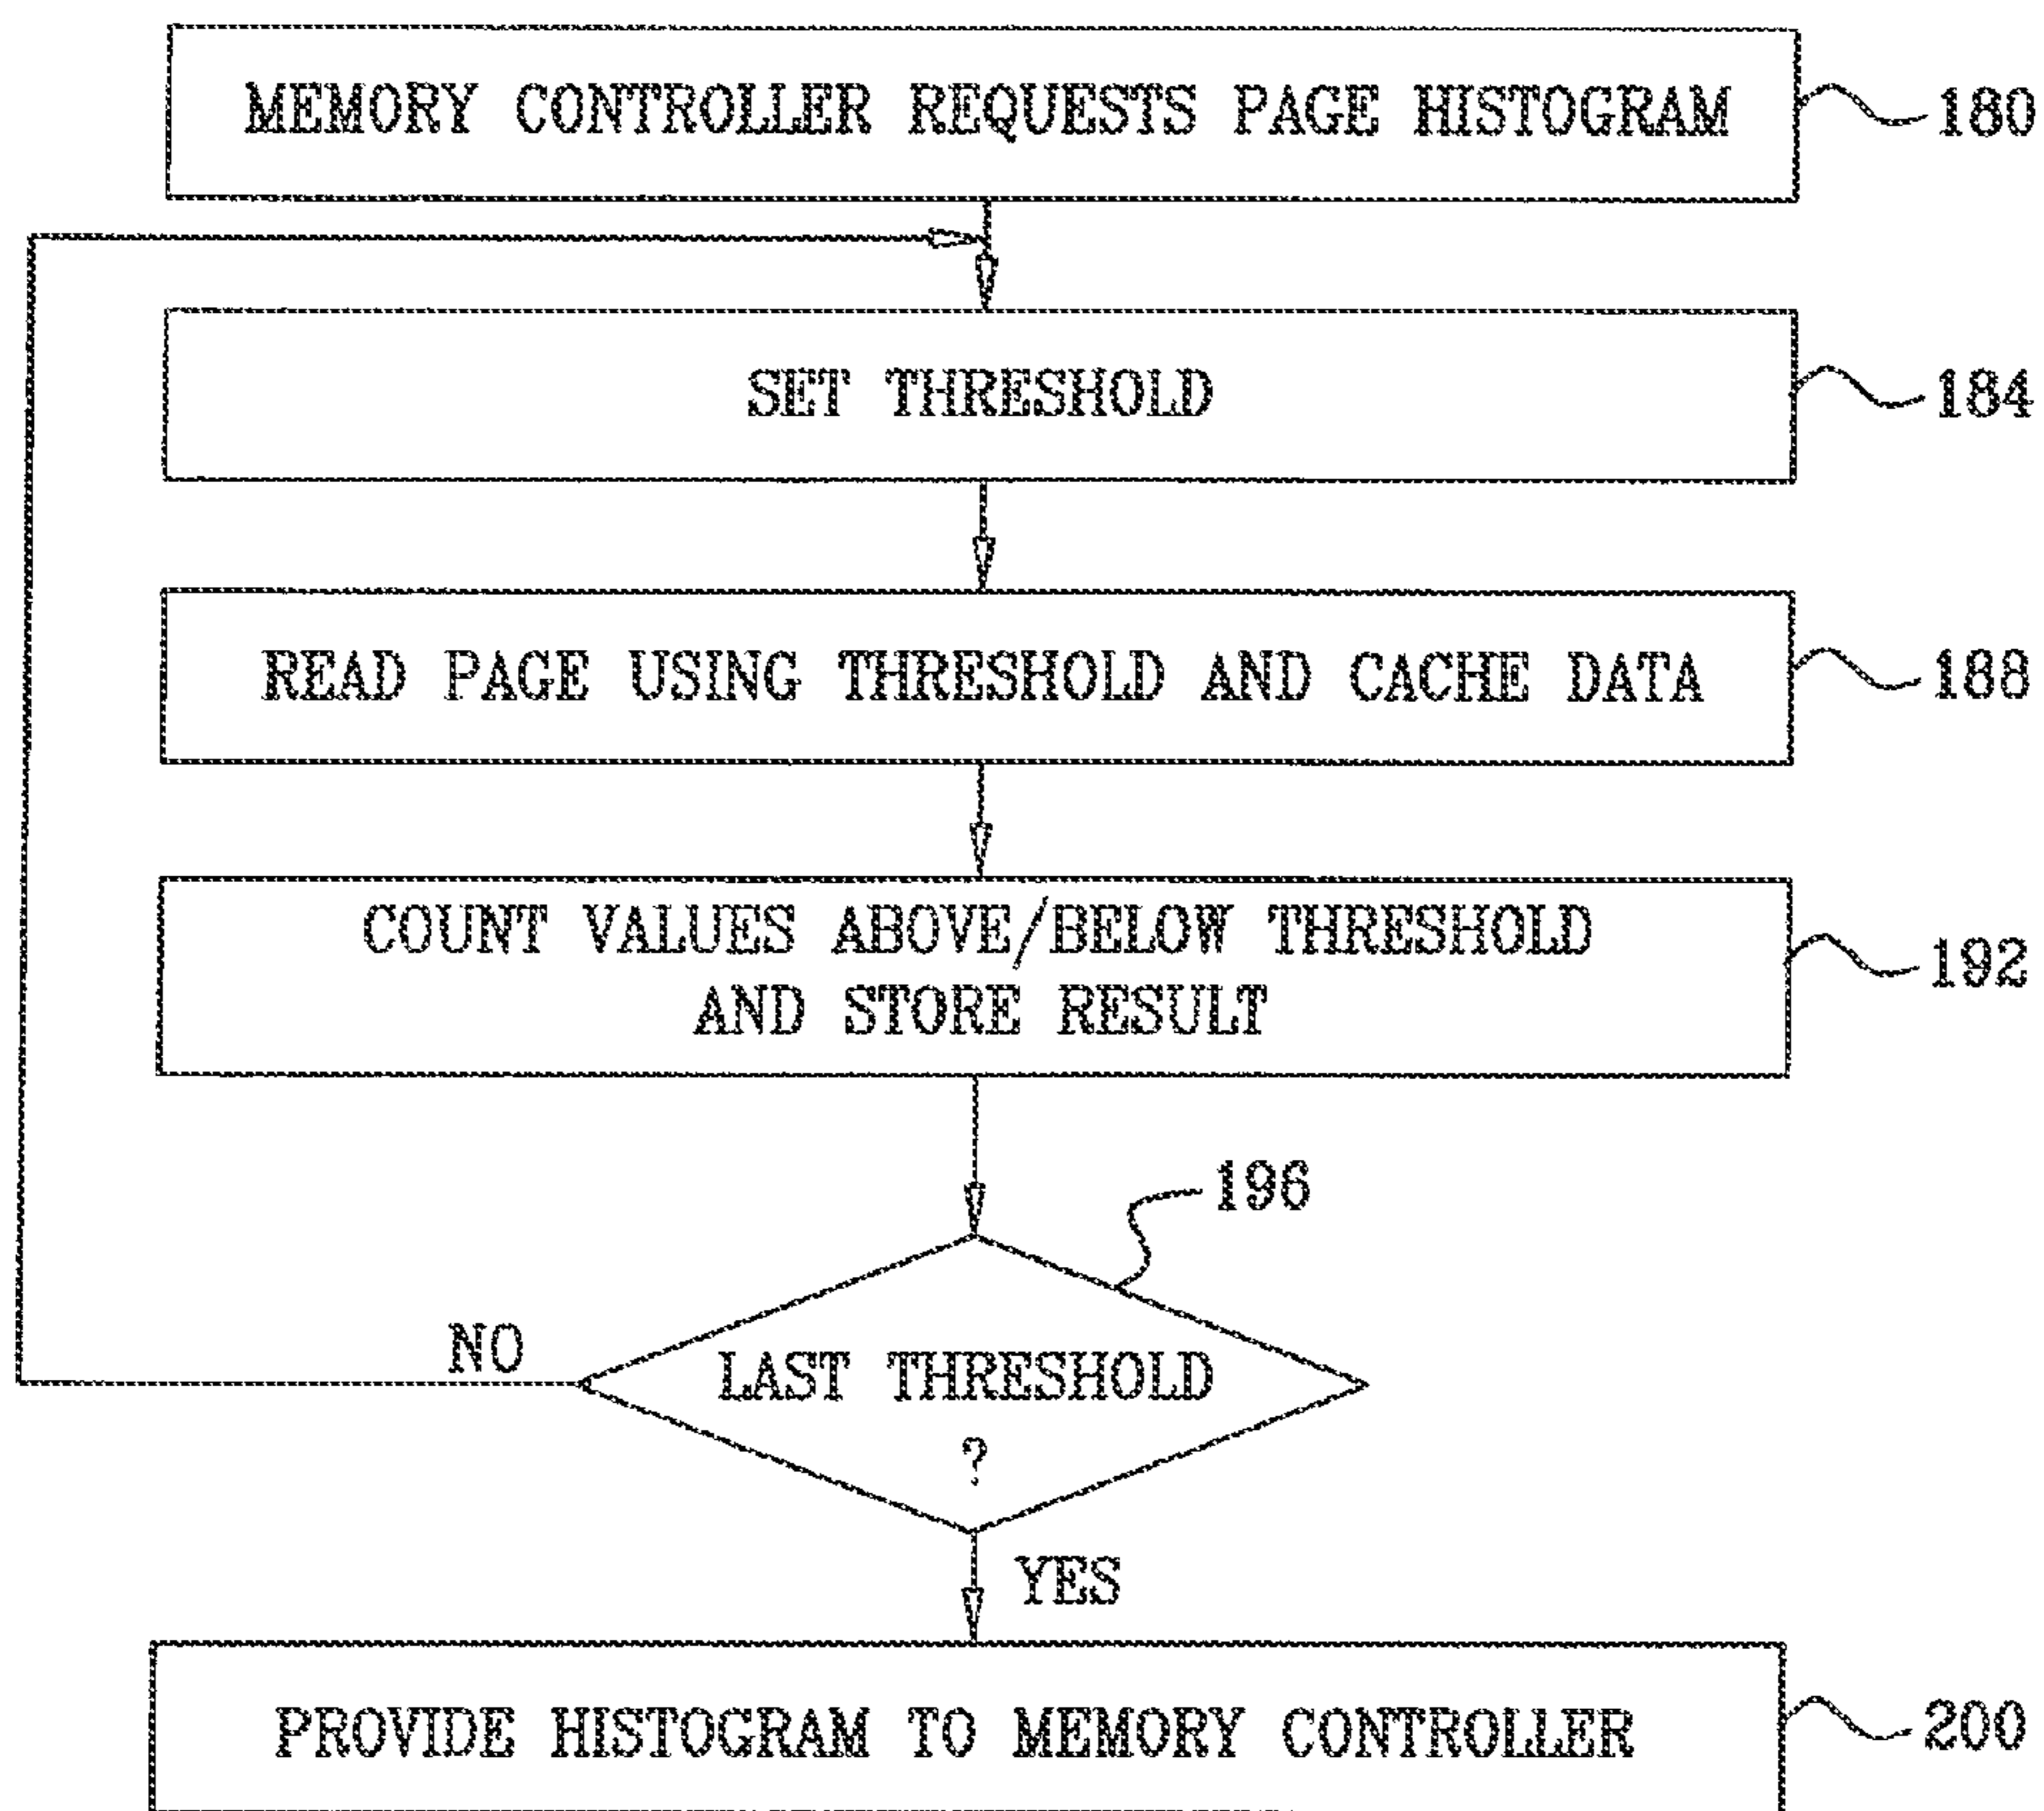 MEMORY CONTROLLER REQUESTS PAGE HISTOGRAM
180
SET THRESHOLD
184
READ PAGE USING THRESHOLD AND CACHE DATA
188
COUNT VALUES ABOVE/BELOW THRESHOLD
AND STORE RESULT
192
196
NO
LAST THRESHOLD
?
YES
PROVIDE HISTOGRAM TO MEMORY CONTROLLER
200